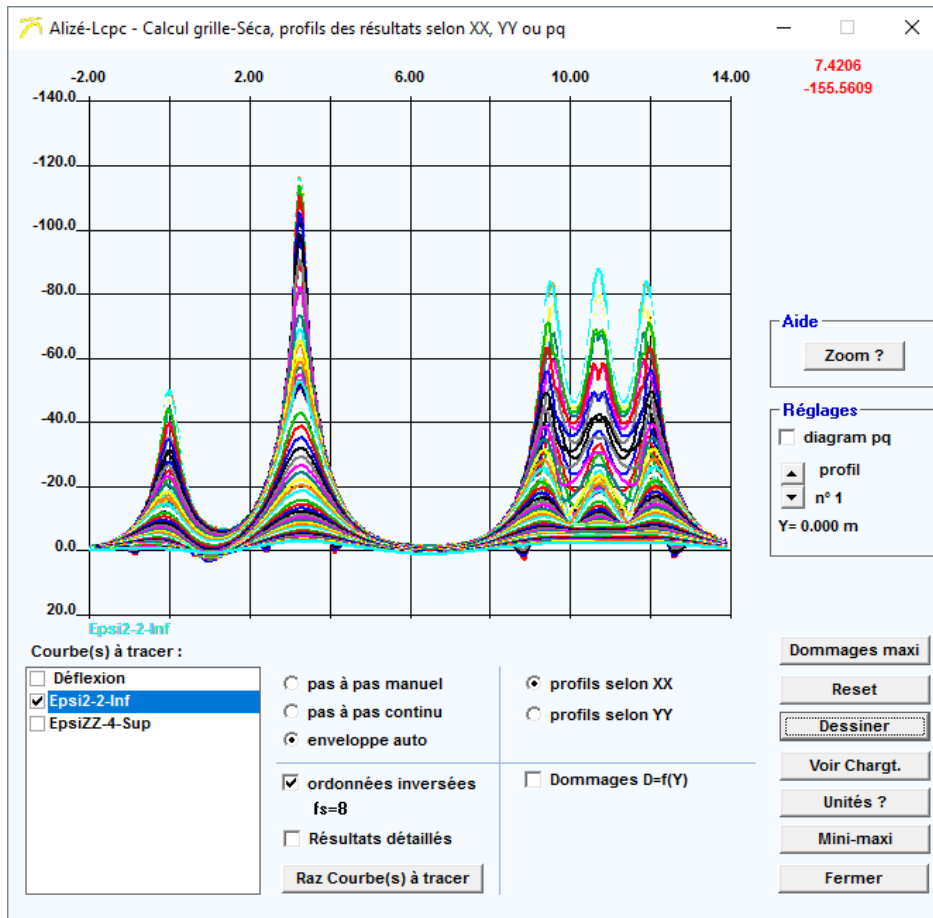 Alizé-Lcpc - Calcul grille-Séca, profils des résultats selon XX, YY ou pq
7.4206
-155.5609
-2.00 2.00 6.00 10.00 14.00
-140.0
-120.0
-100.0
-80.0
-60.0
-40.0
-20.0
0.0
20.0
Epsi2-2-Inf
Aide
Zoom ?
Réglages
diagram pq
profil
n° 1
Y= 0.000 m
Courbe(s) à tracer :
Déflexion
Epsi2-2-Inf
EpsiZZ-4-Sup
pas à pas manuel
pas à pas continu
enveloppe auto
profils selon XX
profils selon YY
ordonnées inversées
fs=8
Résultats détaillés
Raz Courbe(s) à tracer
Dommages D=f(Y)
Dommages maxi
Reset
Dessiner
Voir Chargt.
Unités ?
Mini-maxi
Fermer